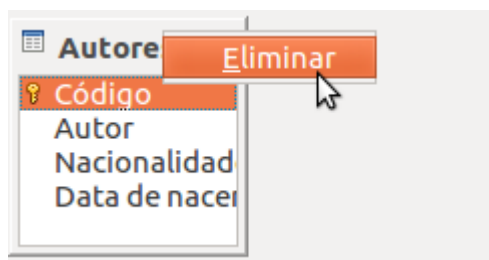 Autore
Eliminar
Código
Autor
Nacionalidad
Data de nacer